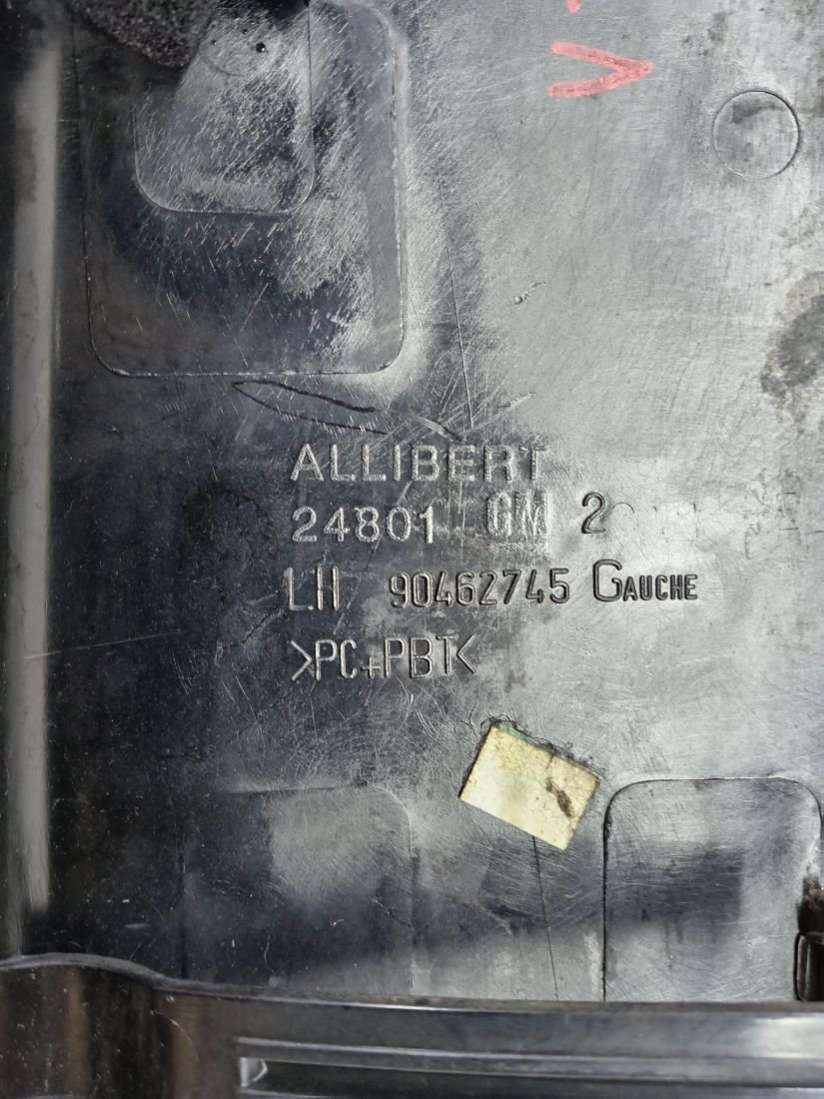 ALLIBERT
24801 GM 2
LH 90462745 GAUCHE
>PC+PBT<